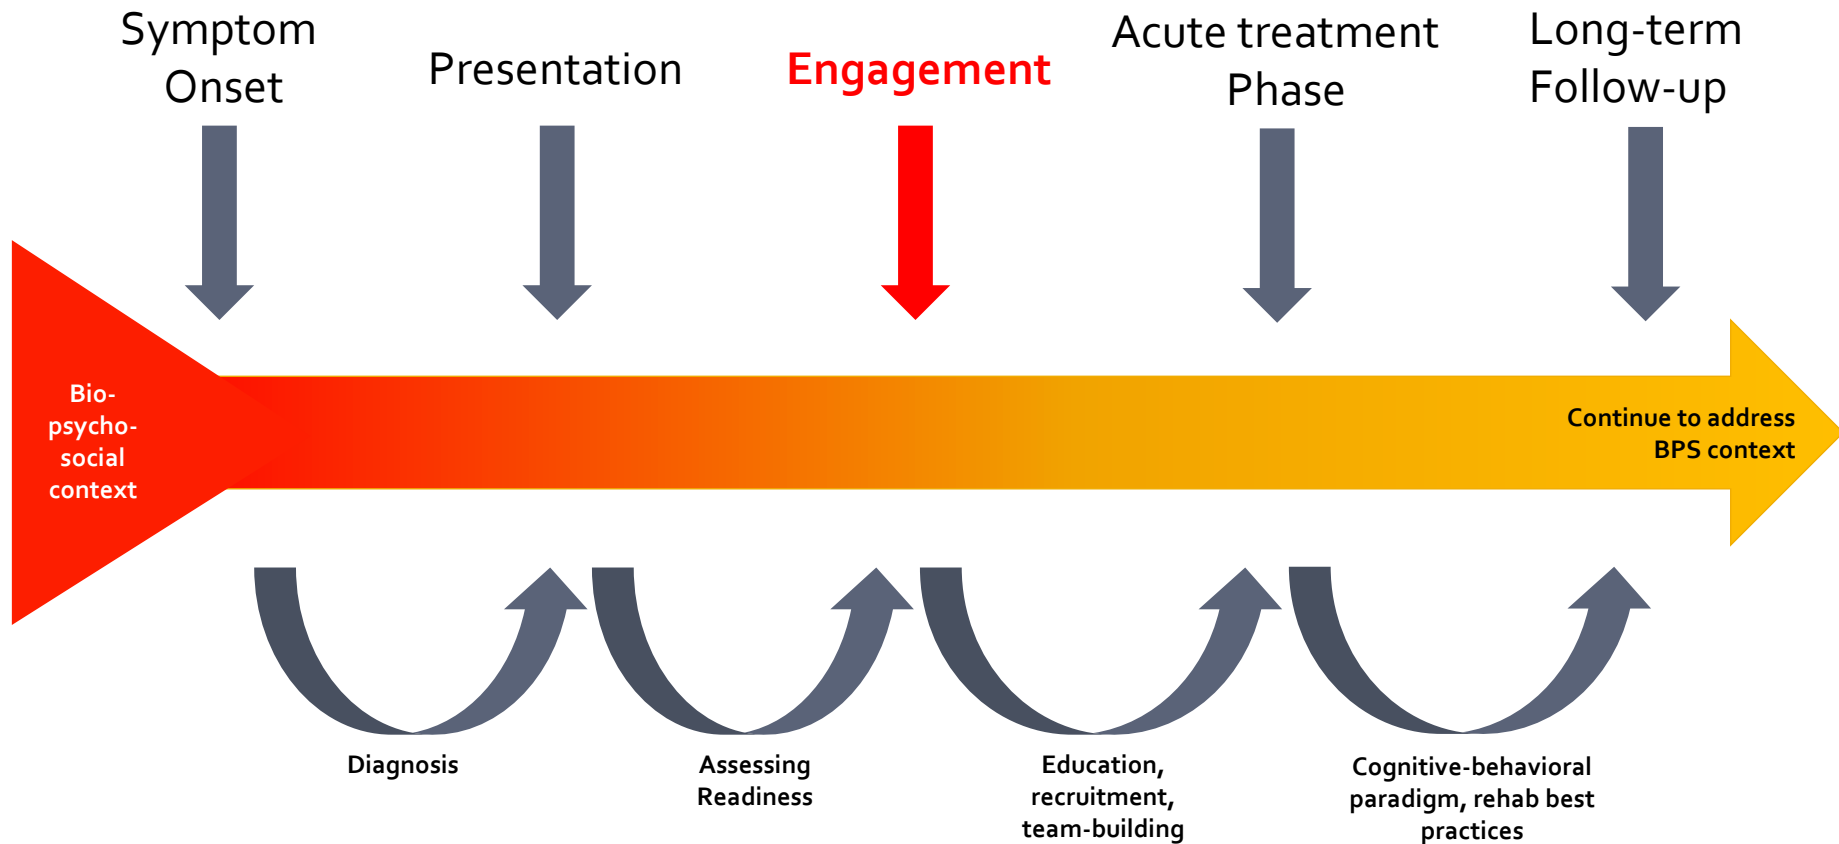 Symptom
Onset
Presentation
Engagement
Acute treatment
Phase
Long-term
Follow-up
Bio-
psycho-
social
context
Continue to address
BPS context
Diagnosis
Assessing
Readiness
Education,
recruitment,
team-building
Cognitive-behavioral
paradigm, rehab best
practices